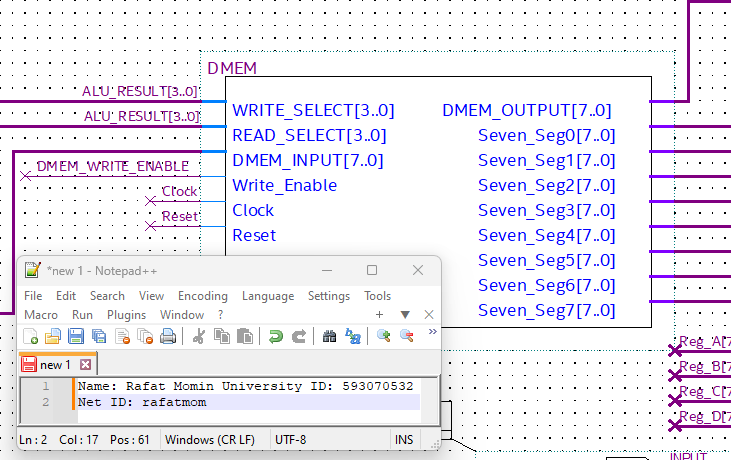 DMEM
ALU_RESULT[3..0]
ALU_RESULT[3..0]
DMEM_WRITE_ENABLE
Clock
Reset
WRITE_SELECT[3..0]
READ_SELECT[3..0]
DMEM_INPUT[7..0]
Write_Enable
Clock
Reset
DMEM_OUTPUT[7..0]
Seven_Seg0[7..0]
Seven_Seg1[7..0]
Seven_Seg2[7..0]
Seven_Seg3[7..0]
Seven_Seg4[7..0]
Seven_Seg5[7..0]
Seven_Seg6[7..0]
Seven_Seg7[7..0]
*new 1 - Notepad++
File Edit Search View Encoding Language Settings Tools
Macro Run Plugins Window ?
new 1
1 Name: Rafat Momin University ID: 593070532
2 Net ID: rafatmom
Ln : 2 Col : 17 Pos : 61 Windows (CR LF) UTF-8 INS
Reg_A[7
Reg_B[7
Reg_C[7
Reg_D[7
INPUT